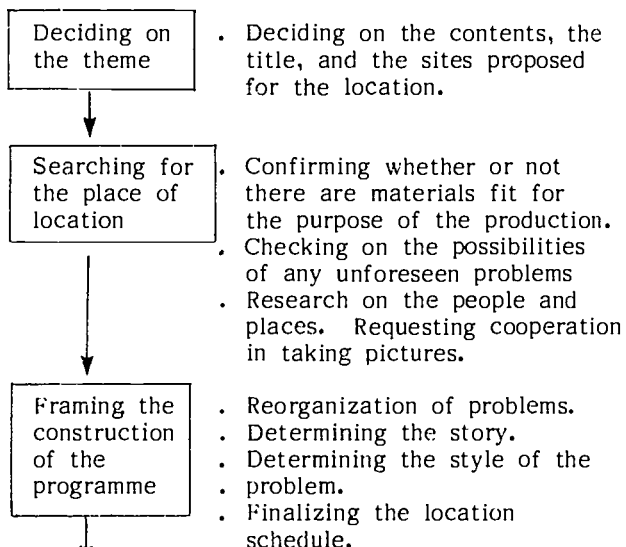 Deciding on
the theme
. Deciding on the contents, the
title, and the sites proposed
for the location.
Searching for
the place of
location
. Confirming whether or not
there are materials fit for
the purpose of the production.
. Checking on the possibilities
of any unforeseen problems
. Research on the people and
places. Requesting cooperation
in taking pictures.
Framing the
construction
of the
programme
. Reorganization of problems.
. Determining the story.
. Determining the style of the
. problem.
. Finalizing the location
schedule.